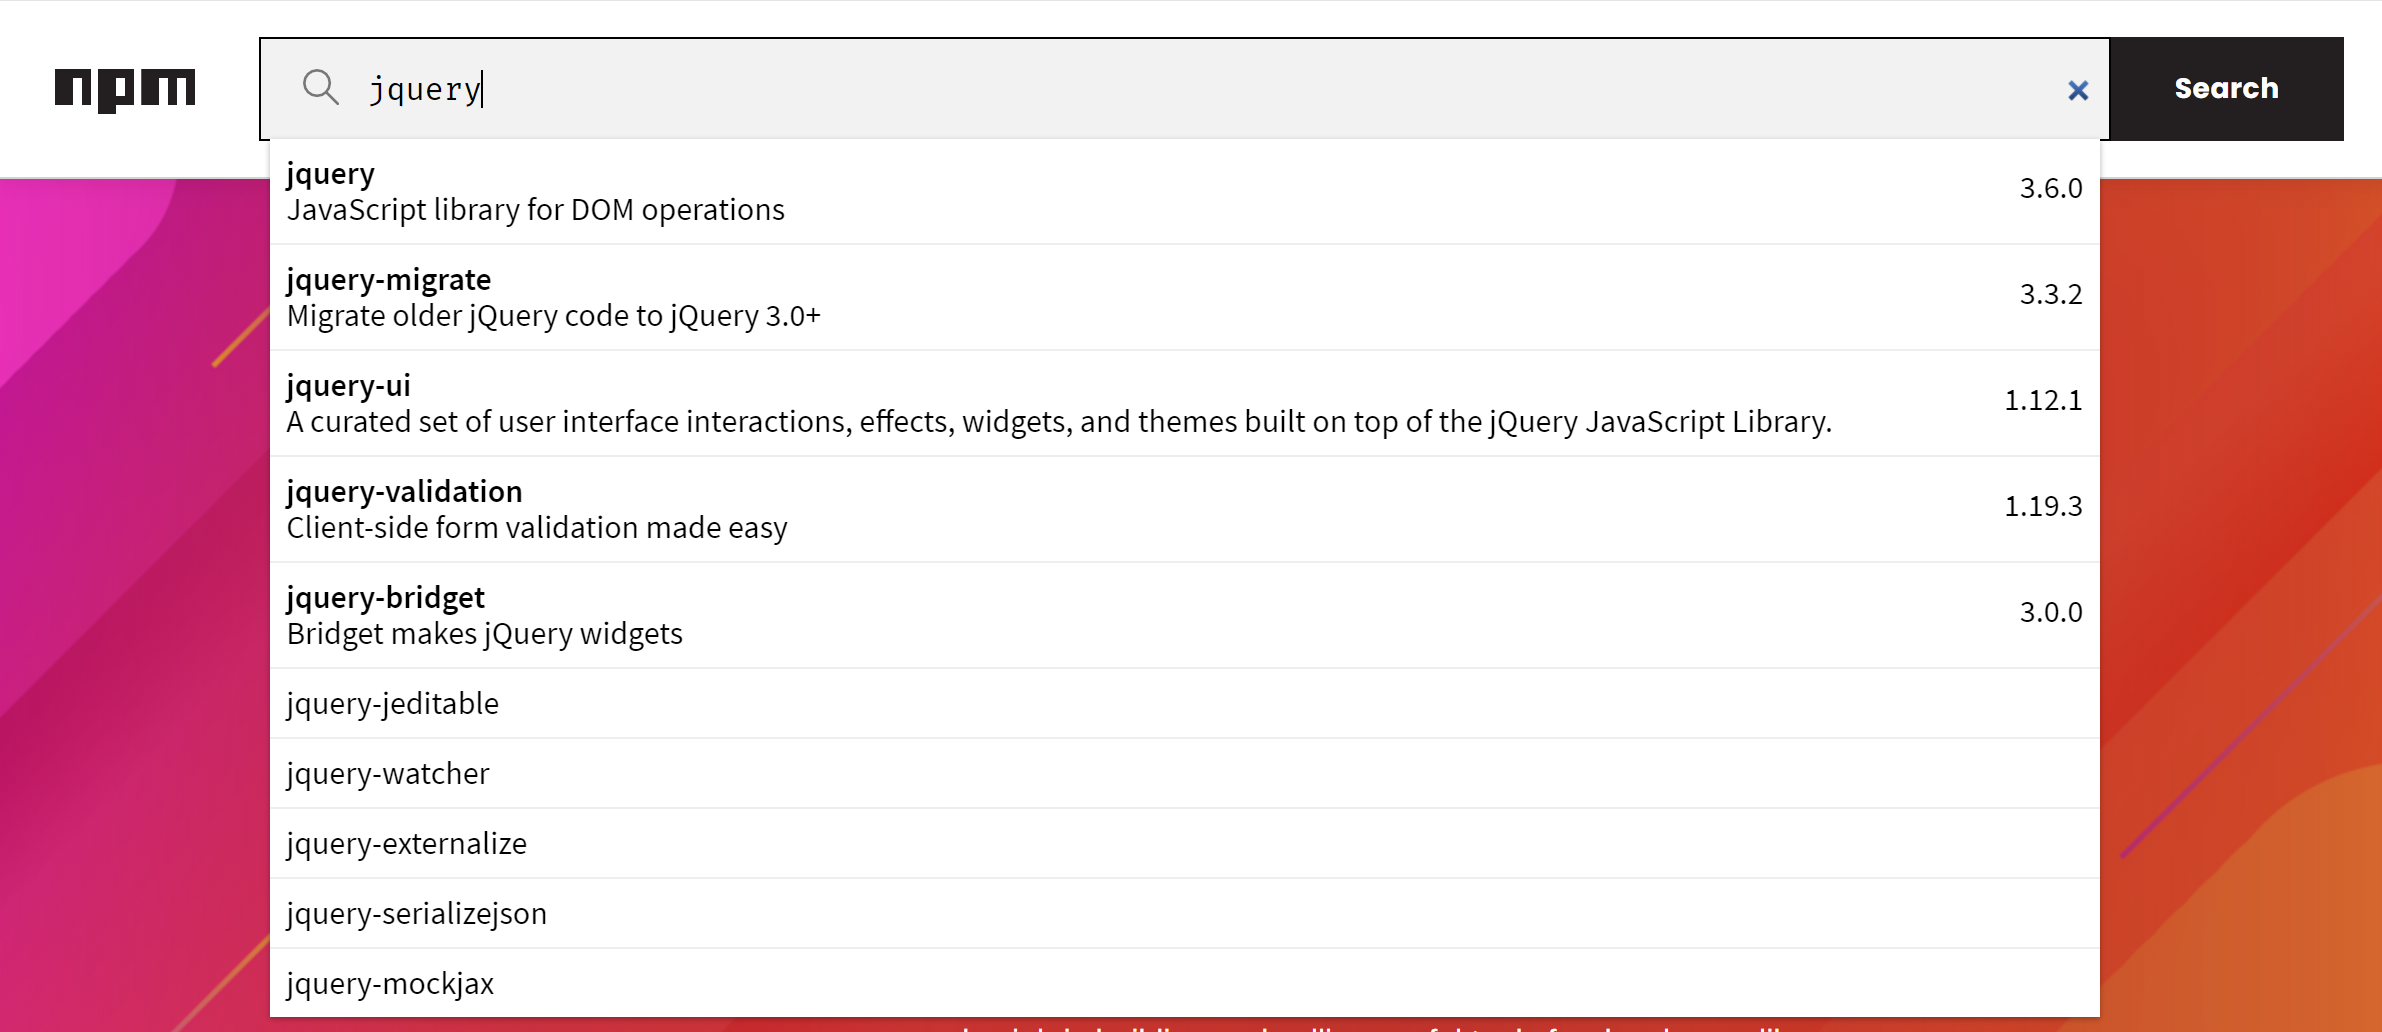 npm
jquery
Search
jquery
JavaScript library for DOM operations
3.6.0
jquery-migrate
Migrate older jQuery code to jQuery 3.0+
3.3.2
jquery-ui
A curated set of user interface interactions, effects, widgets, and themes built on top of the jQuery JavaScript Library.
1.12.1
jquery-validation
Client-side form validation made easy
1.19.3
jquery-bridget
Bridget makes jQuery widgets
3.0.0
jquery-jeditable
jquery-watcher
jquery-externalize
jquery-serializejson
jquery-mockjax